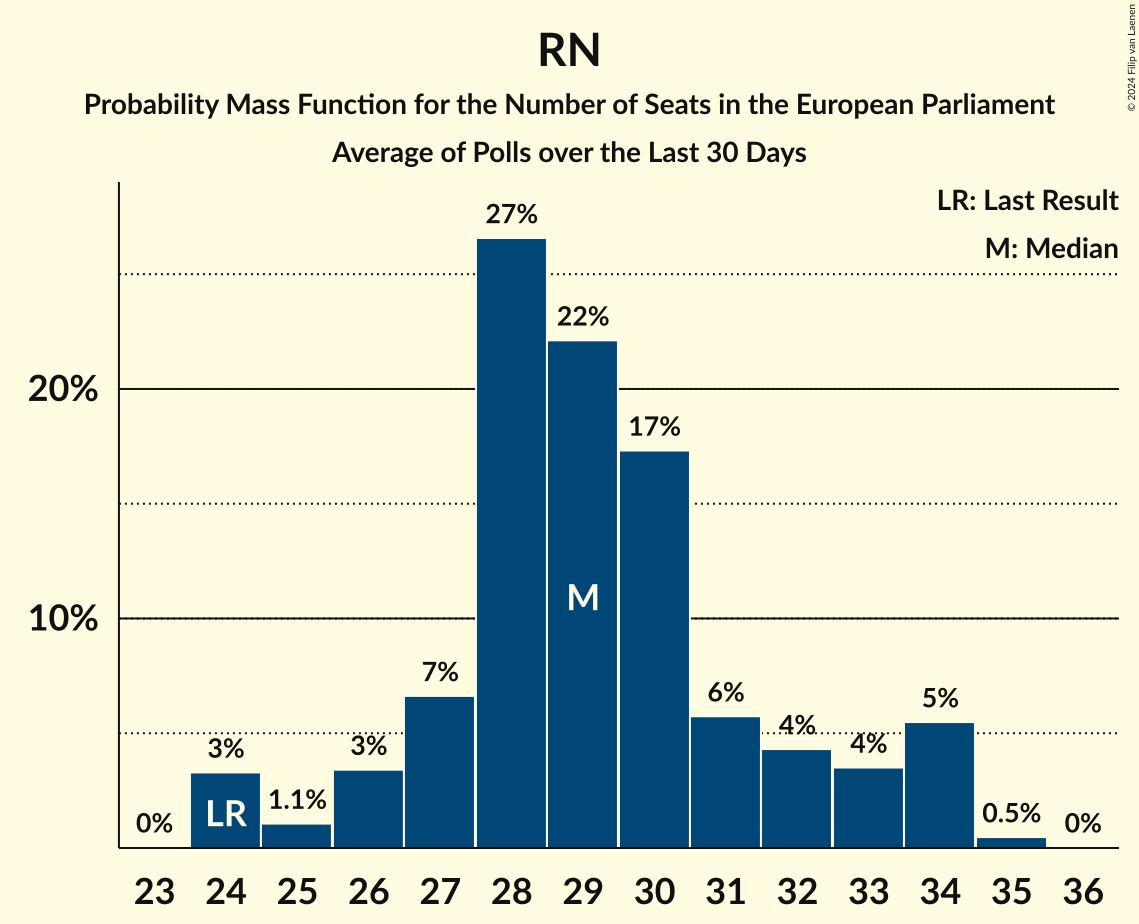 RN
Probability Mass Function for the Number of Seats in the European Parliament
Average of Polls over the Last 30 Days
© 2024 Filip van Laenen
LR: Last Result
M: Median
20%
10%
0%
3%
1.1%
3%
7%
27%
22%
17%
6%
4%
4%
5%
0.5%
0%
LR
M
23 24 25 26 27 28 29 30 31 32 33 34 35 36